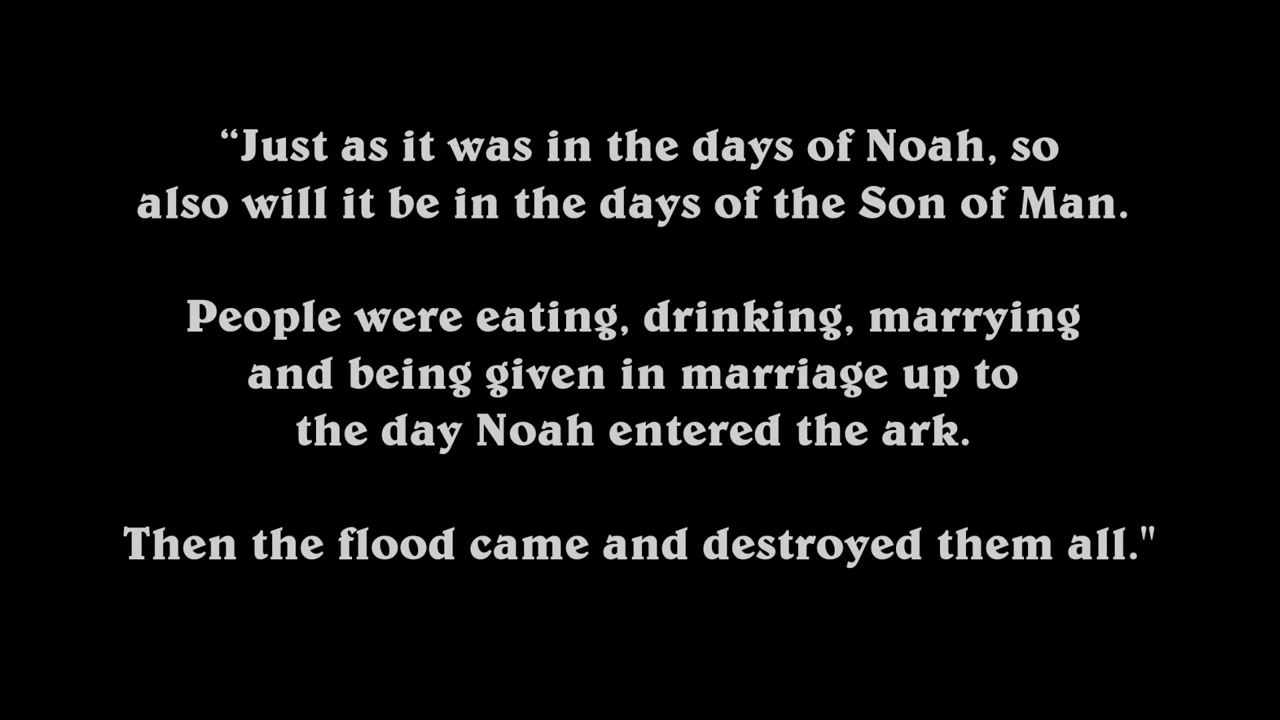 “Just as it was in the days of Noah, so
also will it be in the days of the Son of Man.
People were eating, drinking, marrying
and being given in marriage up to
the day Noah entered the ark.
Then the flood came and destroyed them all."